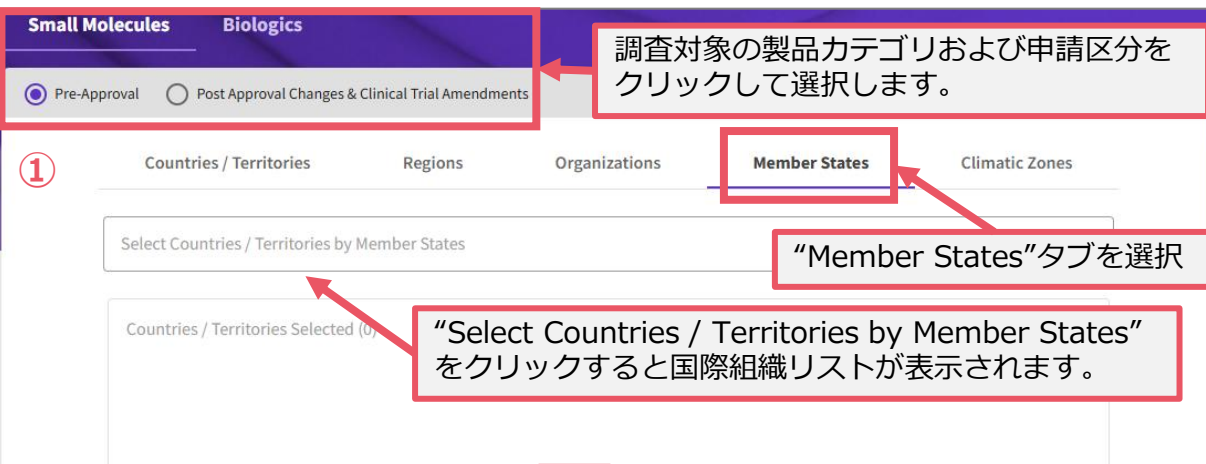 Small Molecules
Biologics
調査対象の製品カテゴリおよび申請区分を
クリックして選択します。
Pre-Approval
Post Approval Changes & Clinical Trial Amendments
①
Countries / Territories
Regions
Organizations
Member States
Climatic Zones
Select Countries / Territories by Member States
“Member States”タブを選択
Countries / Territories Selected (0)
“Select Countries / Territories by Member States”
をクリックすると国際組織リストが表示されます。